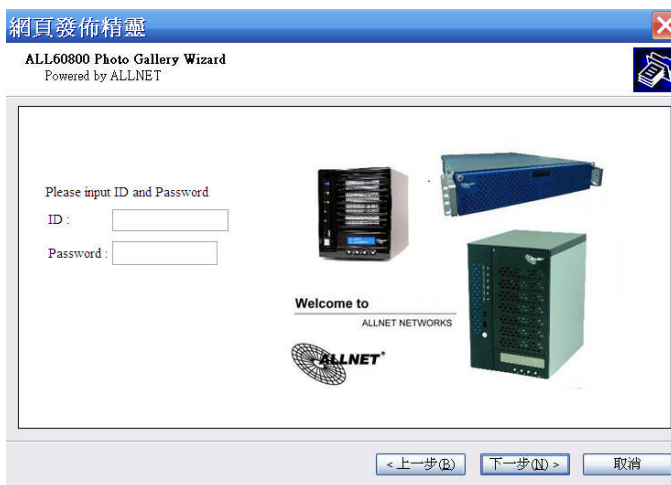 網頁發佈精靈
ALL60800 Photo Gallery Wizard
Powered by ALLNET
Please input ID and Password
ID :
Password :
Welcome to
ALLNET NETWORKS
ALLNET®
<上一步(B)
下一步(N) >
取消